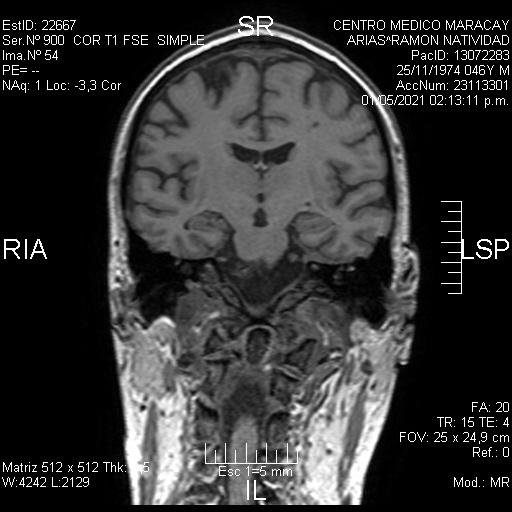 EstID: 22667
Ser.Nº 900 COR T1 FSE SIMPLE
Ima.Nº 54
PE= --
NAq: 1 Loc: -3,3 Cor
SR
CENTRO MEDICO MARACAY
ARIAS^RAMON NATIVIDAD
PacID: 13072283
25/11/1974 046Y M
AccNum: 23113301
01/05/2021 02:13:11 p.m.
RIA
LSP
FA: 20
TR: 15 TE: 4
FOV: 25 x 24,9 cm
Ref.: 0
Mod.: MR
Matriz 512 x 512 Thk:
W:4242 L:2129
Esc 1=5 mm
IL